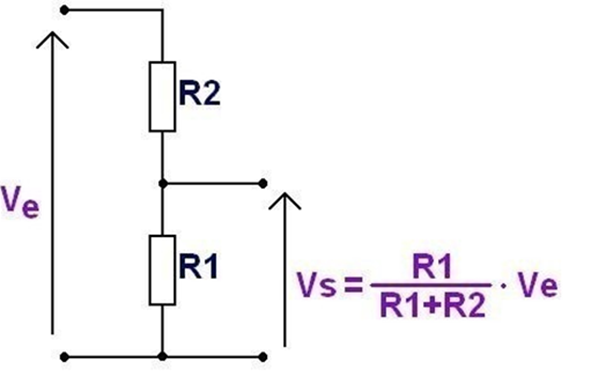 R2
Ve
R1
Vs = R1/(R1+R2) · Ve